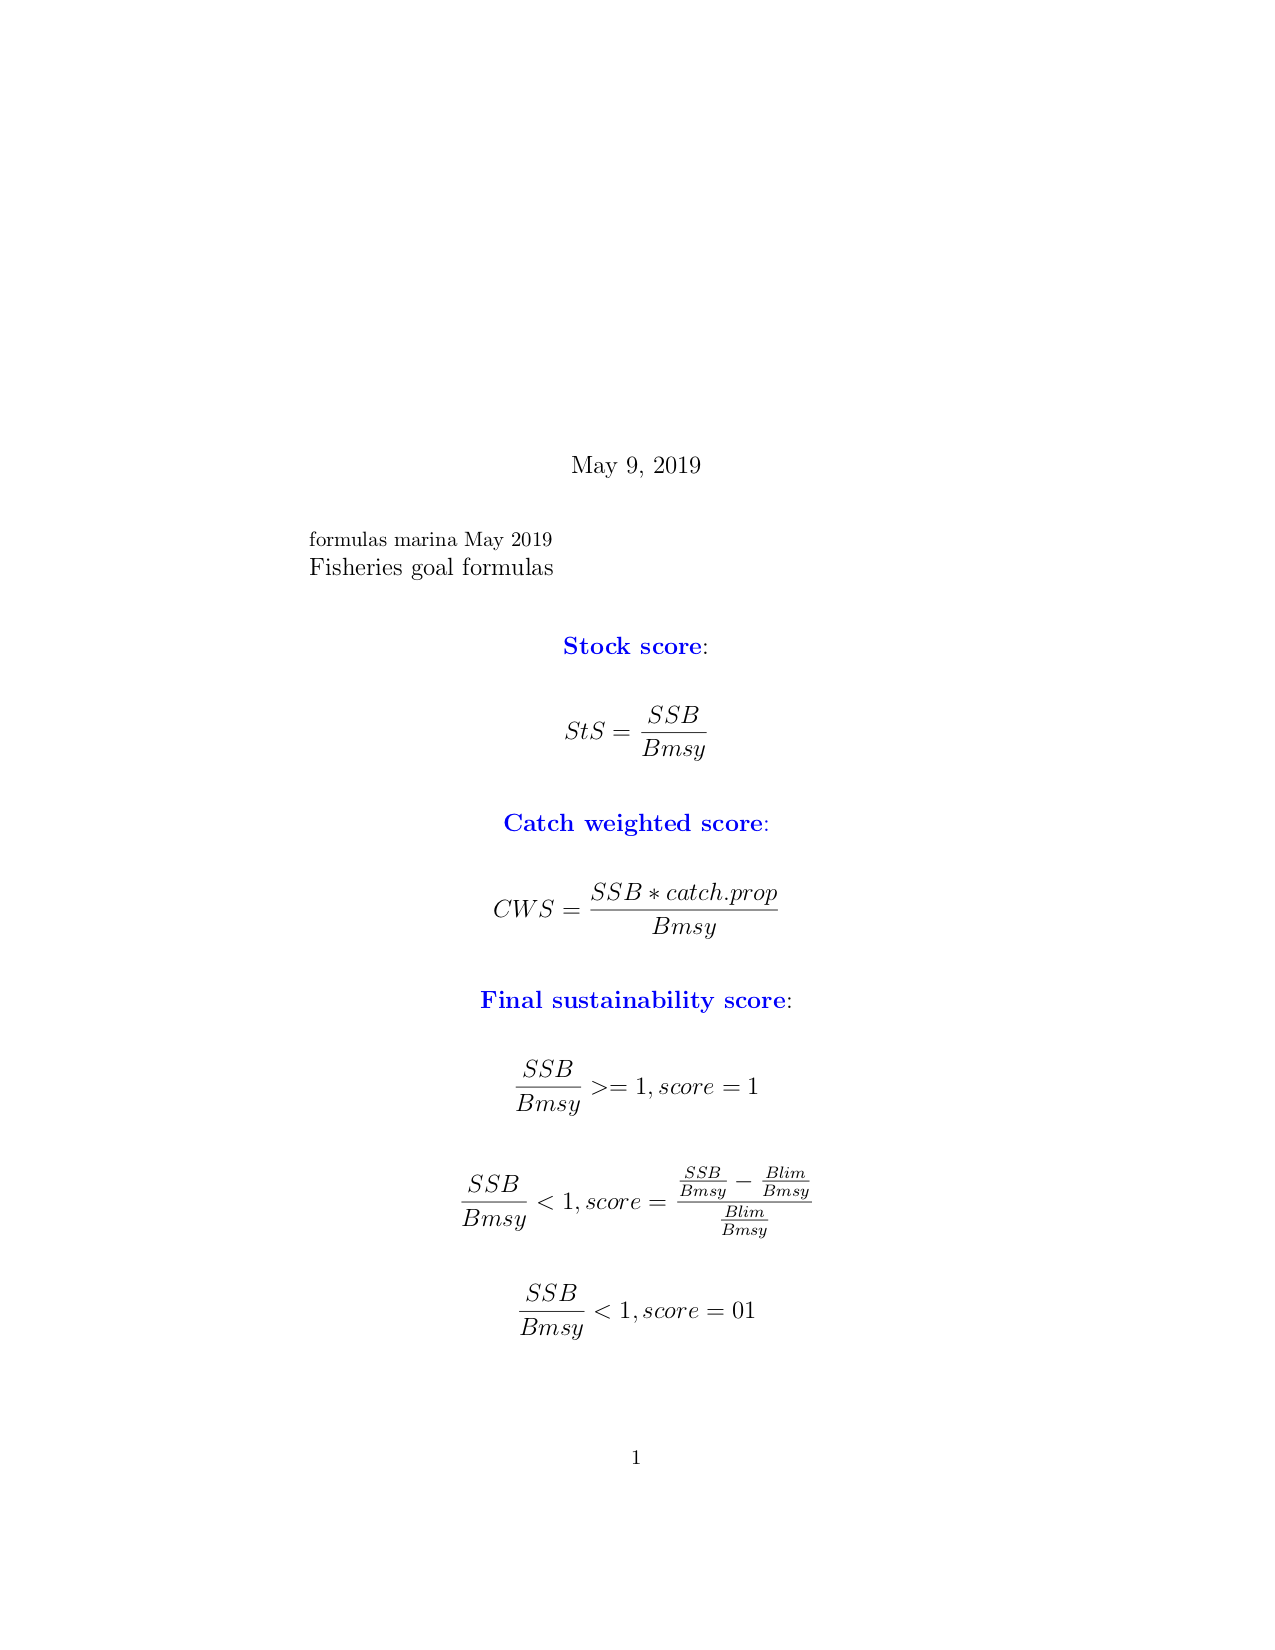 May 9, 2019
formulas marina May 2019
Fisheries goal formulas
Stock score:
StS = \frac{SSB}{Bmsy}
Catch weighted score:
CWS = \frac{SSB * catch.prop}{Bmsy}
Final sustainability score:
\frac{SSB}{Bmsy} >= 1, score = 1
\frac{SSB}{Bmsy} < 1, score = \frac{\frac{SSB}{Bmsy} - \frac{Blim}{Bmsy}}{\frac{Blim}{Bmsy}}
\frac{SSB}{Bmsy} < 1, score = 01
1